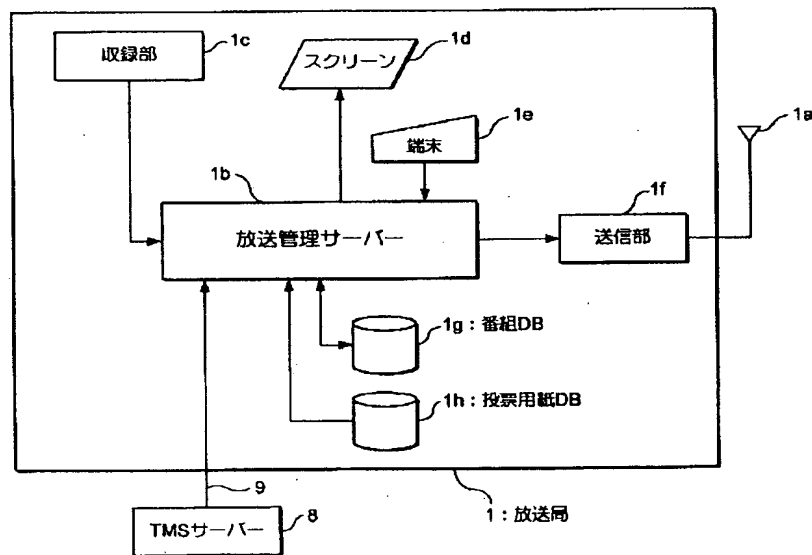 収録部
1c
スクリーン
1d
端末
1e
1a
1b
放送管理サーバー
1f
送信部
1g：番組DB
1h：投票用紙DB
9
TMSサーバー
8
1：放送局